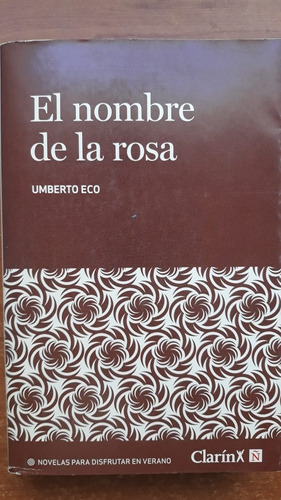 El nombre
de la rosa
UMBERTO ECO
NOVELAS PARA DISFRUTAR EN VERANO
Clarín Ñ